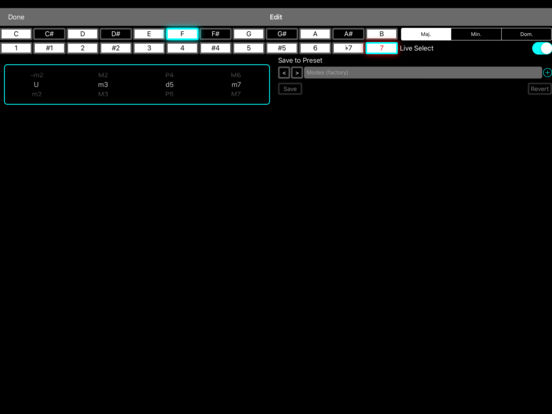 Done Edit
C C# D D# E F F# G G# A A# B Maj. Min. Dom.
1 #1 2 #2 3 4 #4 5 #5 6 ♭7 7 Live Select
Save to Preset
< > Modes (factory)
Save Revert
-m2 M2 P4 M6
U m3 d5 m7
m2 M3 P5 M7